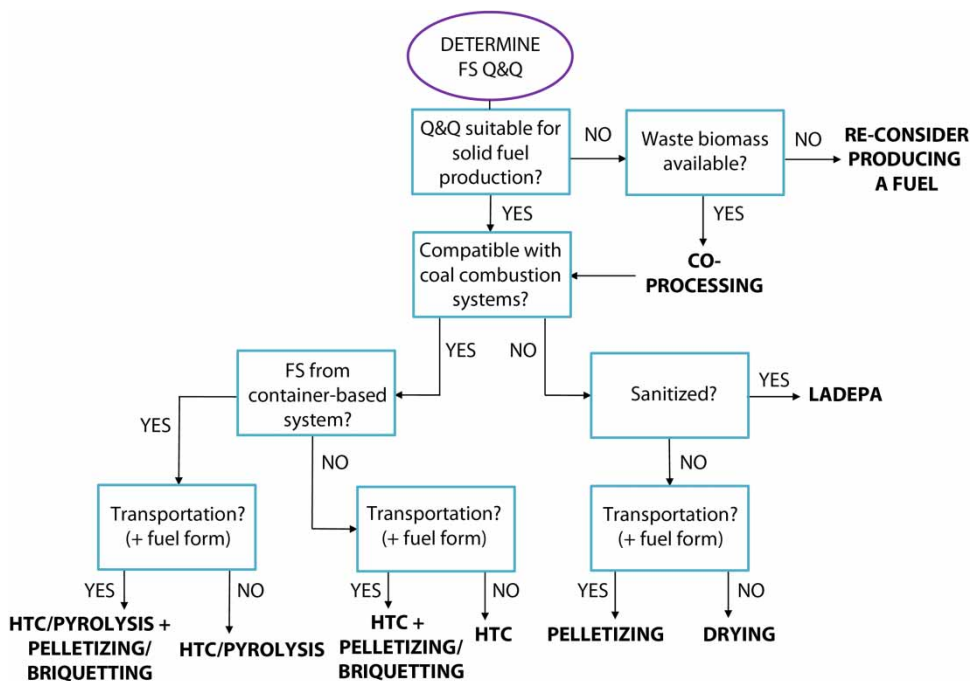 DETERMINE
FS Q&Q
Q&Q suitable for
solid fuel
production?
NO
Waste biomass
available?
NO
RE-CONSIDER
PRODUCING
A FUEL
YES
YES
Compatible with
coal combustion
systems?
CO-
PROCESSING
YES
NO
FS from
container-based
system?
Sanitized?
YES
LADEPA
YES
NO
NO
Transportation?
(+ fuel form)
Transportation?
(+ fuel form)
Transportation?
(+ fuel form)
YES
NO
YES
NO
YES
NO
HTC/PYROLYSIS +
PELLETIZING/
BRIQUETTING
HTC/PYROLYSIS
HTC +
PELLETIZING/
BRIQUETTING
HTC
PELLETIZING
DRYING